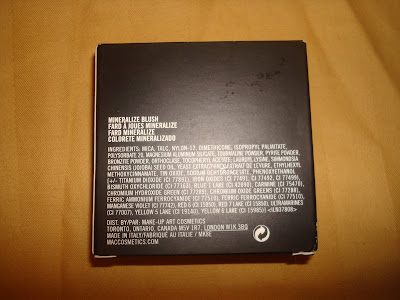 MINERALIZE BLUSH
FARD À JOUES MINERALIZE
FARD MINERALIZE
COLORETE MINERALIZADO
INGREDIENTS: MICA, TALC, NYLON-12, DIMETHICONE, ISOPROPYL PALMITATE,
POLYSORBATE 20, MAGNESIUM ALUMINUM SILICATE, TOURMALINE POWDER, PYRITE POWDER,
BRONZITE POWDER, ORTHOCLASE, TOCOPHERYL ACETATE, LAUROYL LYSINE, SIMMONDSIA
CHINENSIS (JOJOBA) SEED OIL, YEAST EXTRACT\FAEX\EXTRAIT DE LEVURE, ETHYLHEXYL
METHOXYCINNAMATE, TIN OXIDE, SODIUM DEHYDROACETATE, PHENOXYETHANOL
[+/- TITANIUM DIOXIDE (CI 77891), IRON OXIDES (CI 77491, CI 77492, CI 77499),
BISMUTH OXYCHLORIDE (CI 77163), BLUE 1 LAKE (CI 42090), CARMINE (CI 75470),
CHROMIUM HYDROXIDE GREEN (CI 77289), CHROMIUM OXIDE GREENS (CI 77288),
FERRIC AMMONIUM FERROCYANIDE (CI 77510), FERRIC FERROCYANIDE (CI 77510),
MANGANESE VIOLET (CI 77742), RED 6 (CI 15850), RED 7 LAKE (CI 15850), ULTRAMARINES
(CI 77007), YELLOW 5 LAKE (CI 19140), YELLOW 6 LAKE (CI 15985)] <ILN37808>
DIST. BY/PAR: MAKE-UP ART COSMETICS
TORONTO, ONTARIO, CANADA M5V 1R7, LONDON W1K 3BQ
MADE IN ITALY/FABRIQUÉ EN ITALIE / MKBE
MACCOSMETICS.COM